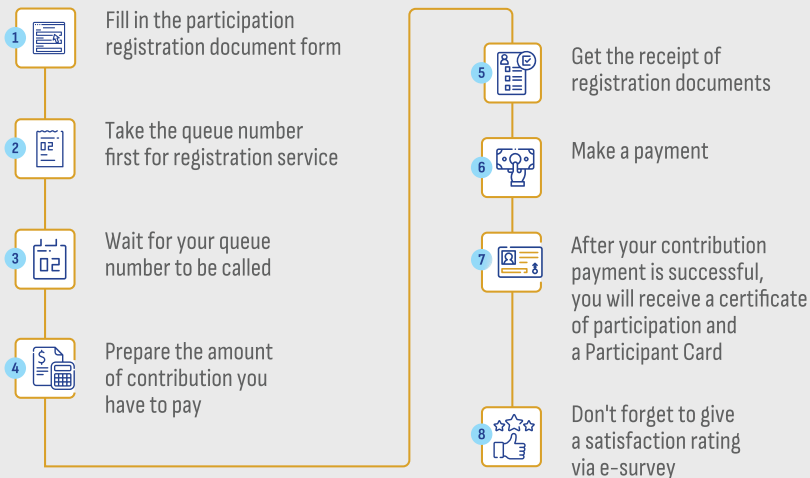 1
Fill in the participation
registration document form
2
02
Take the queue number
first for registration service
3
02
Wait for your queue
number to be called
4
$
Prepare the amount
of contribution you
have to pay
5
Get the receipt of
registration documents
6
Make a payment
7
After your contribution
payment is successful,
you will receive a certificate
of participation and
a Participant Card
8
Don't forget to give
a satisfaction rating
via e-survey